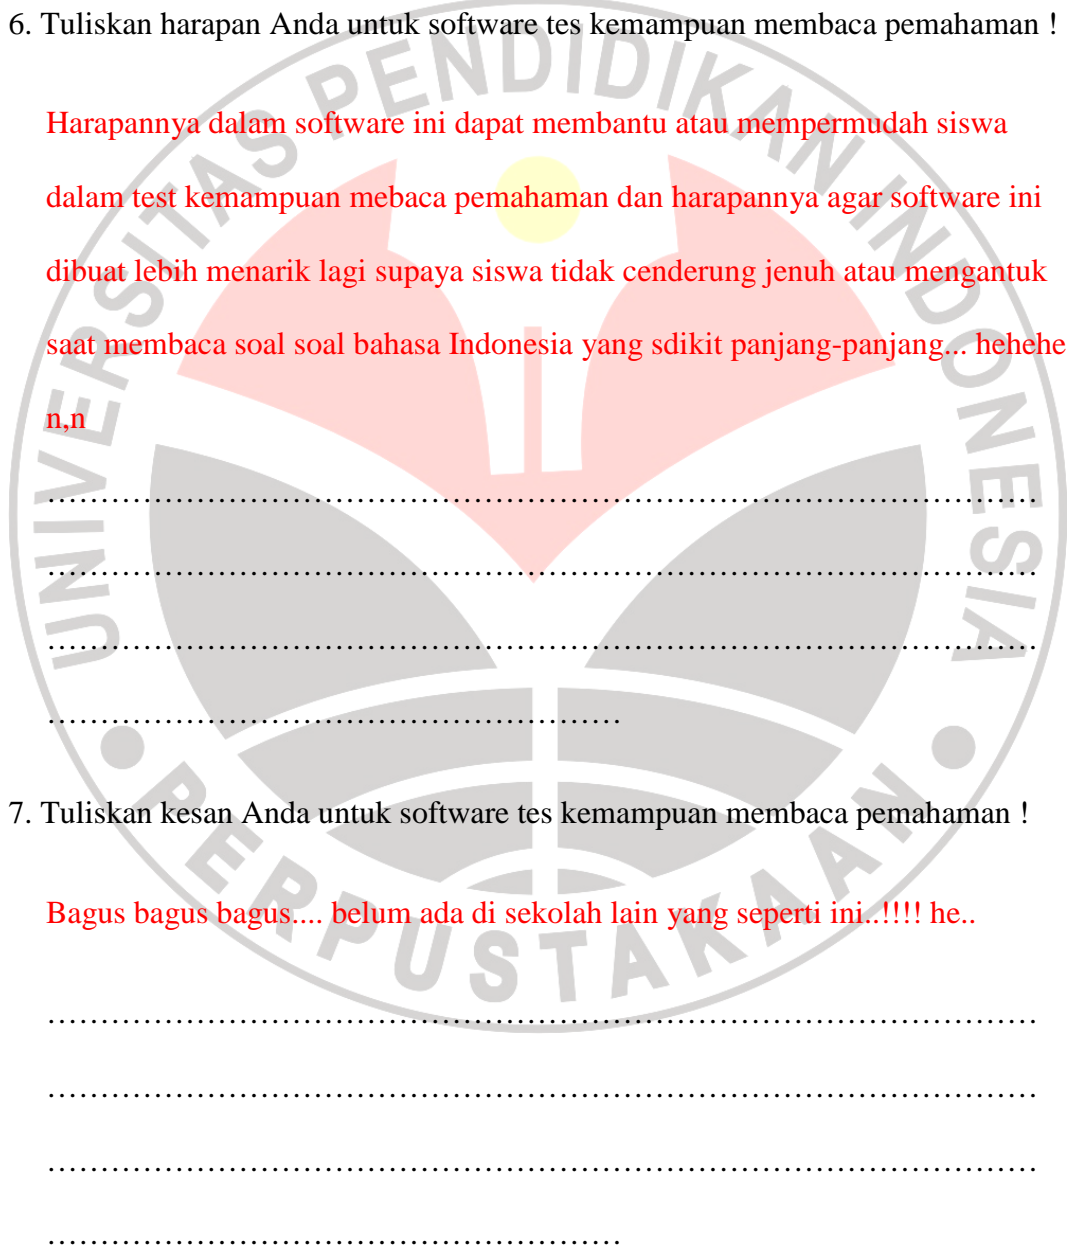 6. Tuliskan harapan Anda untuk software tes kemampuan membaca pemahaman !
Harapannya dalam software ini dapat membantu atau mempermudah siswa
dalam test kemampuan mebaca pemahaman dan harapannya agar software ini
dibuat lebih menarik lagi supaya siswa tidak cenderung jenuh atau mengantuk
saat membaca soal soal bahasa Indonesia yang sdikit panjang-panjang... hehehe
n,n
……………………………………………………………………………………
……………………………………………………………………………………
……………………………………………………………………………………
………………………………………………
7. Tuliskan kesan Anda untuk software tes kemampuan membaca pemahaman !
Bagus bagus bagus.... belum ada di sekolah lain yang seperti ini..!!!! he..
……………………………………………………………………………………
……………………………………………………………………………………
……………………………………………………………………………………
………………………………………………
UNIVERSITAS PENDIDIKAN INDONESIA
PERPUSTAKAAN